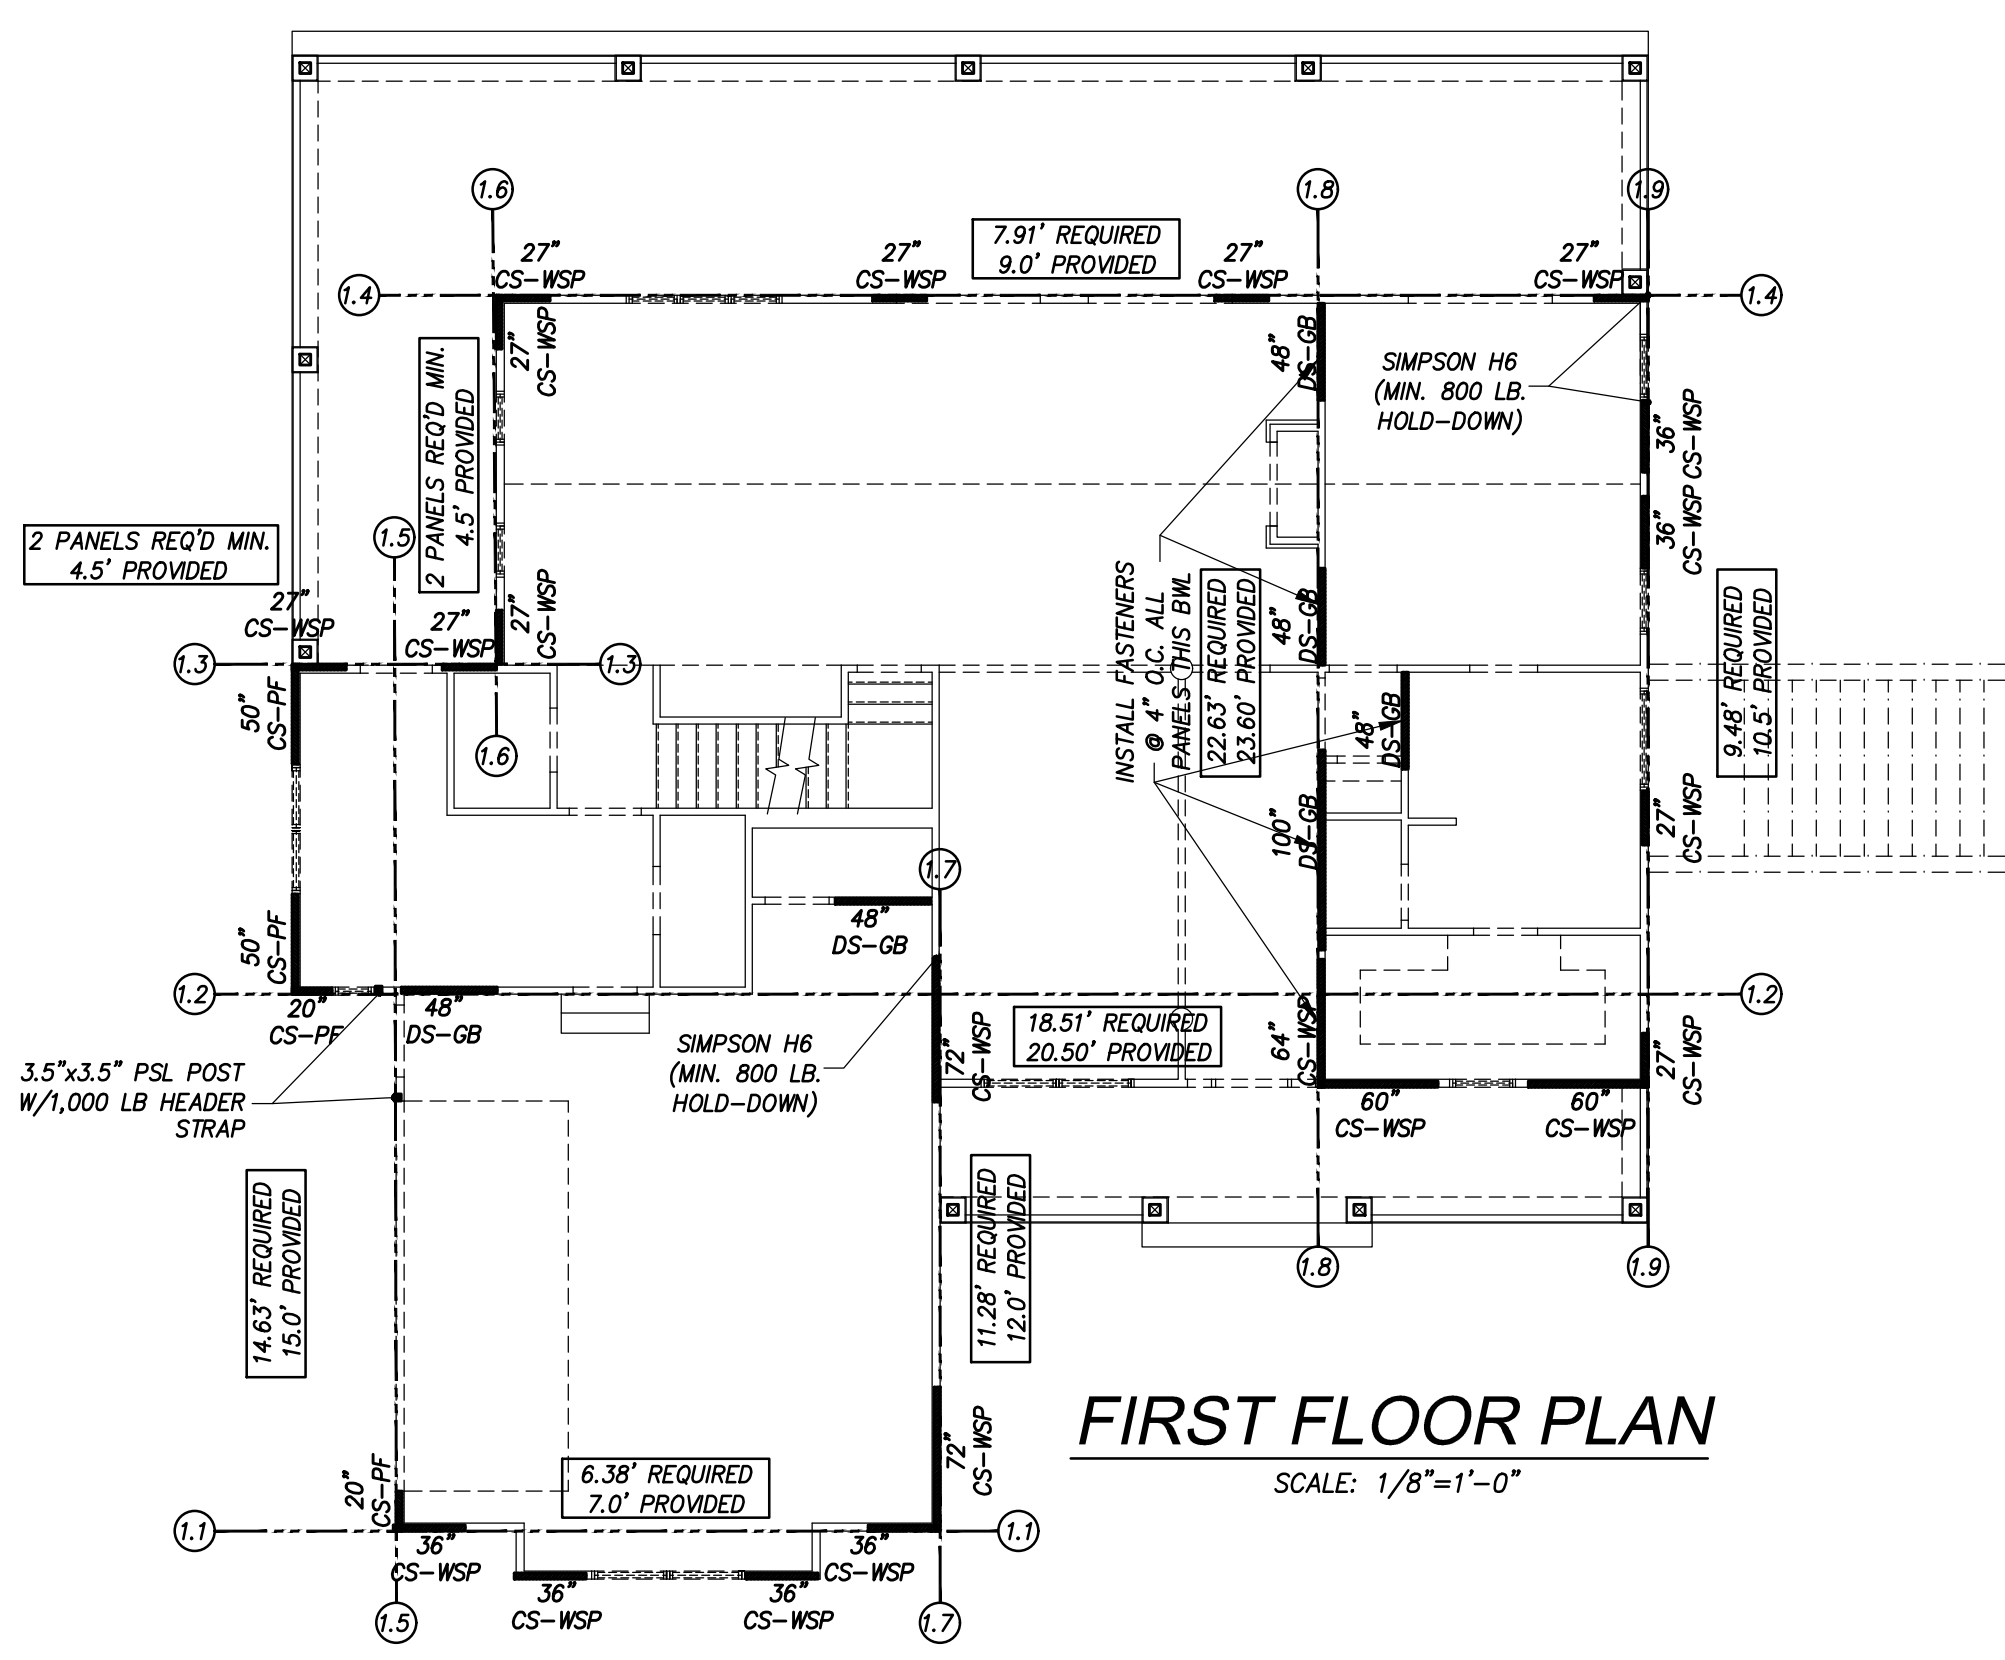 1.6
1.8
1.9
7.91' REQUIRED
9.0' PROVIDED
27"
CS-WSP
27"
CS-WSP
27"
CS-WSP
27"
CS-WSP
1.4
1.4
27"
CS-WSP
2 PANELS REQ'D MIN.
4.5' PROVIDED
48"
DS-GB
SIMPSON H6
(MIN. 800 LB.
HOLD-DOWN)
36"
CS-WSP
36"
CS-WSP
2 PANELS REQ'D MIN.
4.5' PROVIDED
1.5
27"
CS-WSP
27"
CS-WSP
27"
CS-WSP
1.3
1.3
INSTALL FASTENERS
@ 4" O.C. ALL
PANELS THIS BWL
22.63' REQUIRED
23.60' PROVIDED
48"
DS-GB
9.48' REQUIRED
10.5' PROVIDED
50"
CS-PF
1.6
48"
DS-GB
100"
DS-GB
27"
CS-WSP
1.7
48"
DS-GB
50"
CS-PF
1.2
1.2
20"
CS-PF
48"
DS-GB
3.5"x3.5" PSL POST
W/1,000 LB HEADER
STRAP
SIMPSON H6
(MIN. 800 LB.
HOLD-DOWN)
72"
CS-WSP
18.51' REQUIRED
20.50' PROVIDED
64"
CS-WSP
27"
CS-WSP
60"
CS-WSP
60"
CS-WSP
14.63' REQUIRED
15.0' PROVIDED
11.28' REQUIRED
12.0' PROVIDED
1.8
1.9
72"
CS-WSP
20"
CS-PF
6.38' REQUIRED
7.0' PROVIDED
1.1
1.1
36"
CS-WSP
36"
CS-WSP
36"
CS-WSP
36"
CS-WSP
1.5
1.7
FIRST FLOOR PLAN
SCALE: 1/8"=1'-0"